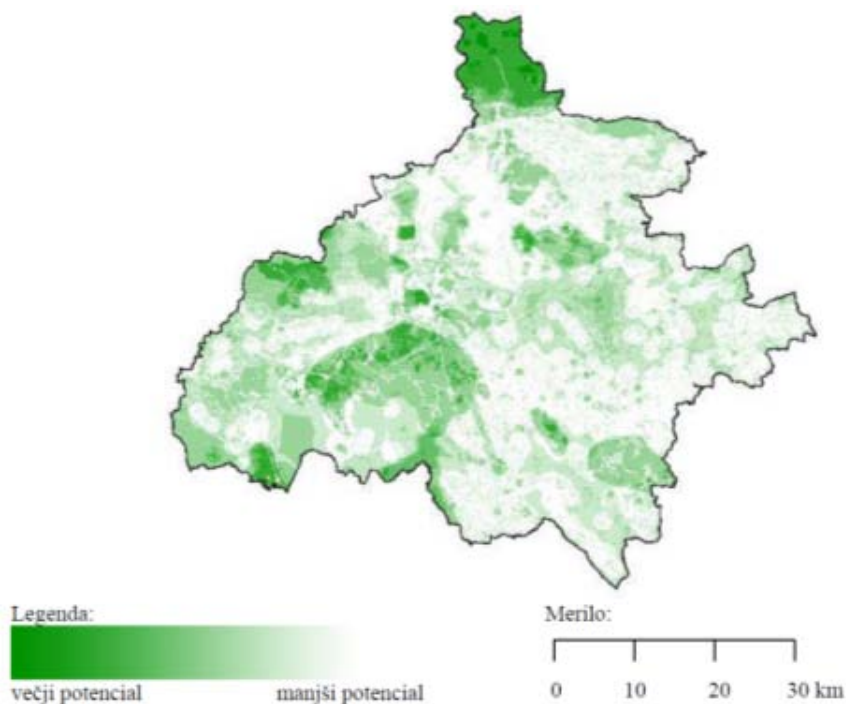 Legenda:
večji potencial
manjši potencial
Merilo:
0 10 20 30 km